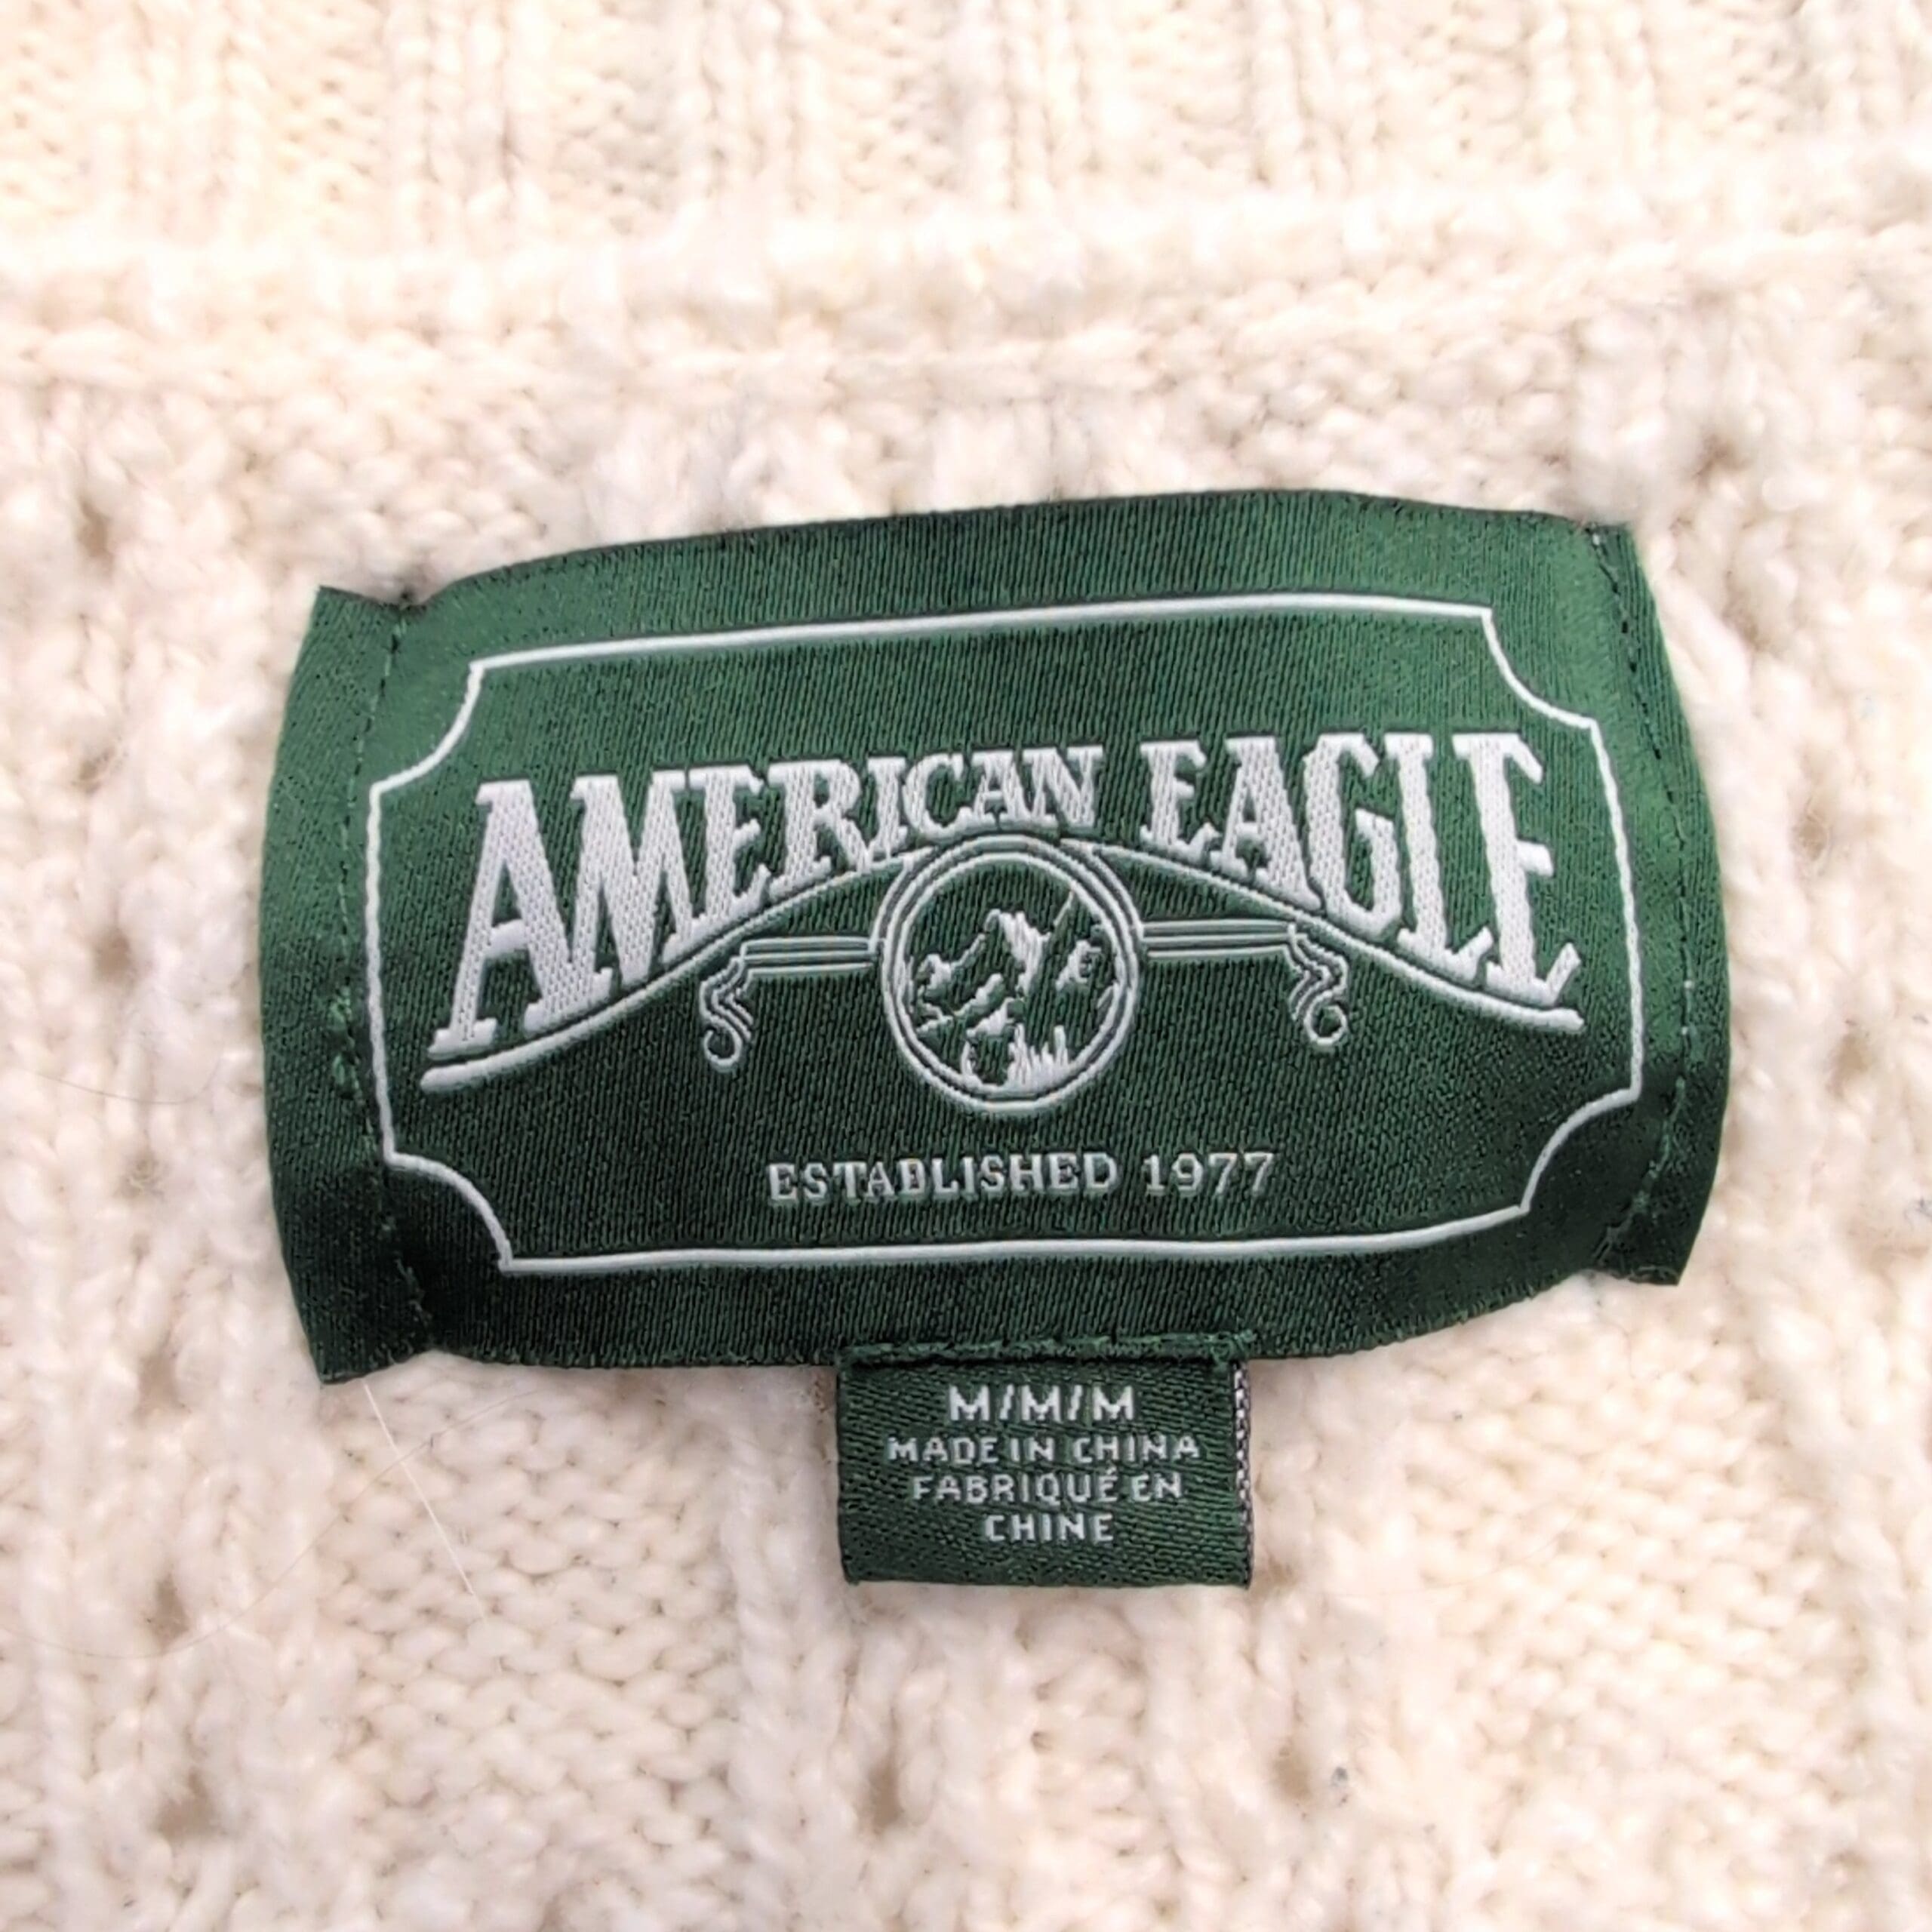 AMERICAN EAGLE
ESTABLISHED 1977
M/M/M
MADE IN CHINA
FABRIQUÉ EN
CHINE